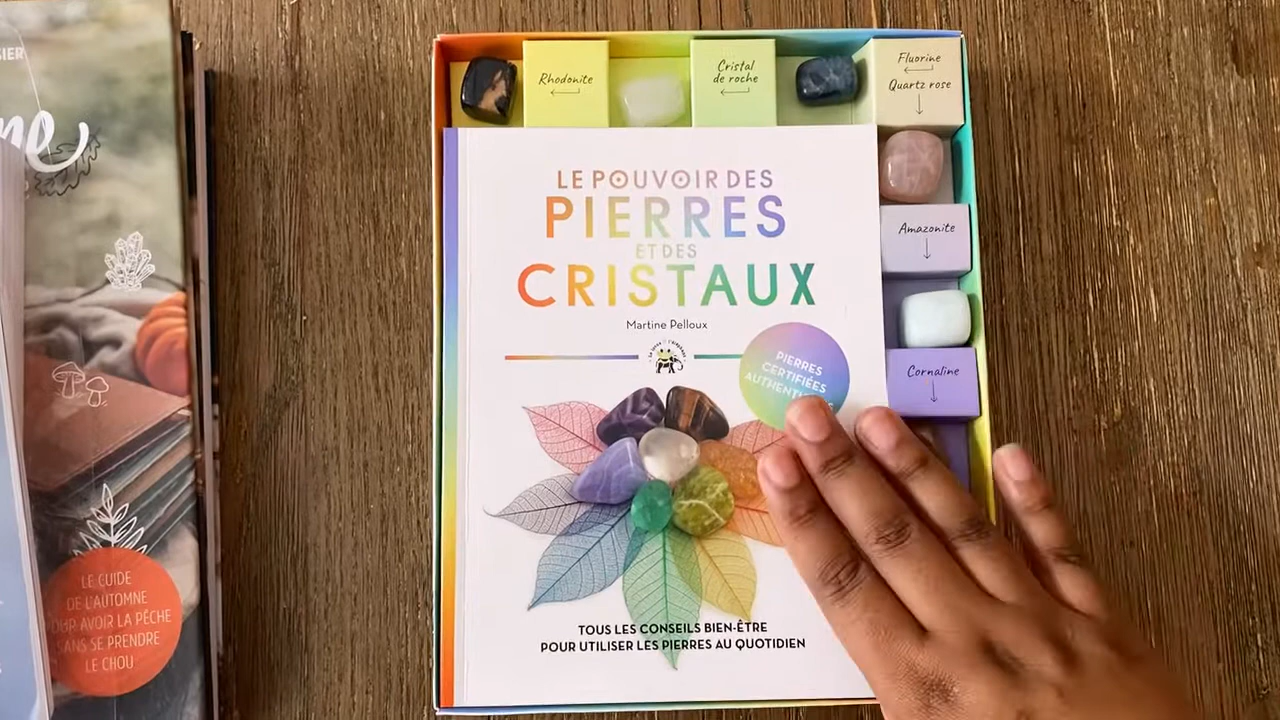 LE GUIDE
DE L'AUTOMNE
AVOIR LA PÊCHE
SANS SE PRENDRE
LE CHOU
Rhodonite
Cristal
de roche
Fluorine
Quartz rose
Amazonite
Cornaline
LE POUVOIR DES
PIERRES
ET DES
CRISTAUX
Martine Pelloux
PIERRES
CERTIFIÉES
TOUS LES CONSEILS BIEN-ÊTRE
POUR UTILISER LES PIERRES AU QUOTIDIEN